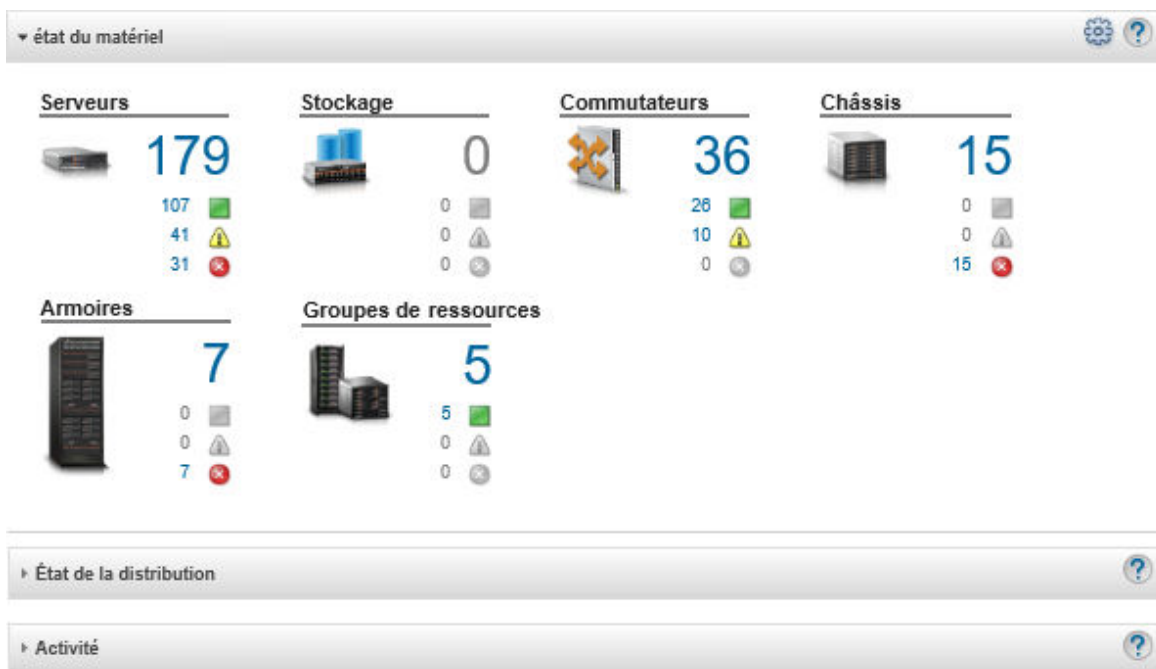 état du matériel
Serveurs
179
107
41
31
Stockage
0
0
0
0
Commutateurs
36
26
10
0
Châssis
15
0
0
15
Armoires
7
0
0
7
Groupes de ressources
5
5
0
0
État de la distribution
Activité